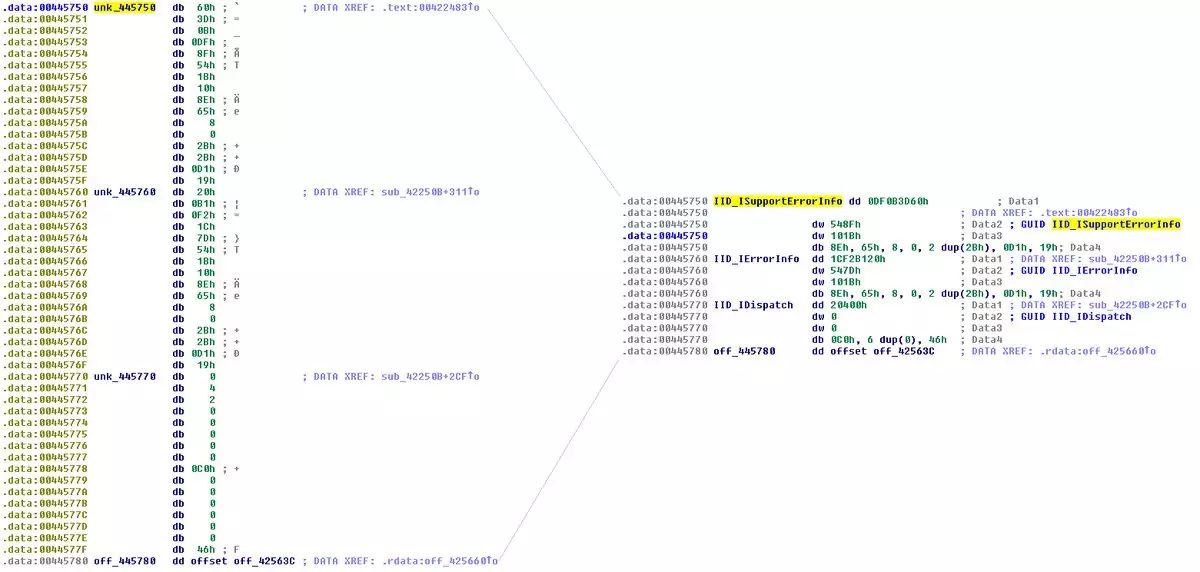 .data:00445750 unk_445750 db 60h ; ` ; DATA XREF: .text:00422483↑o
.data:00445751 db 3Dh ; =
.data:00445752 db 0Bh ; _
.data:00445753 db 0DFh ; ¯
.data:00445754 db 8Fh ; Å
.data:00445755 db 54h ; T
.data:00445756 db 1Bh
.data:00445757 db 10h
.data:00445758 db 8Eh ; Ä
.data:00445759 db 65h ; e
.data:0044575A db 8
.data:0044575B db 0
.data:0044575C db 2Bh ; +
.data:0044575D db 2Bh ; +
.data:0044575E db 0D1h ; Ð
.data:0044575F db 19h
.data:00445760 unk_445760 db 20h ; DATA XREF: sub_42250B+311↑o
.data:00445761 db 0B1h ; ¦
.data:00445762 db 0F2h ; =
.data:00445763 db 1Ch
.data:00445764 db 7Dh ; }
.data:00445765 db 54h ; T
.data:00445766 db 1Bh
.data:00445767 db 10h
.data:00445768 db 8Eh ; Ä
.data:00445769 db 65h ; e
.data:0044576A db 8
.data:0044576B db 0
.data:0044576C db 2Bh ; +
.data:0044576D db 2Bh ; +
.data:0044576E db 0D1h ; Ð
.data:0044576F db 19h
.data:00445770 unk_445770 db 0 ; DATA XREF: sub_42250B+2CF↑o
.data:00445771 db 4
.data:00445772 db 2
.data:00445773 db 0
.data:00445774 db 0
.data:00445775 db 0
.data:00445776 db 0
.data:00445777 db 0
.data:00445778 db 0C0h ; +
.data:00445779 db 0
.data:0044577A db 0
.data:0044577B db 0
.data:0044577C db 0
.data:0044577D db 0
.data:0044577E db 0
.data:0044577F db 46h ; F
.data:00445780 off_445780 dd offset off_42563C ; DATA XREF: .rdata:off_425660↑o
.data:00445750 IID_ISupportErrorInfo dd 0DF0B3D60h ; Data1
.data:00445750 ; DATA XREF: .text:00422483↑o
.data:00445750 dw 548Fh ; Data2 ; GUID IID_ISupportErrorInfo
.data:00445750 dw 101Bh ; Data3
.data:00445750 db 8Eh, 65h, 8, 0, 2 dup(2Bh), 0D1h, 19h; Data4
.data:00445760 IID_IErrorInfo dd 1CF2B120h ; Data1 ; DATA XREF: sub_42250B+311↑o
.data:00445760 dw 547Dh ; Data2 ; GUID IID_IErrorInfo
.data:00445760 dw 101Bh ; Data3
.data:00445760 db 8Eh, 65h, 8, 0, 2 dup(2Bh), 0D1h, 19h; Data4
.data:00445770 IID_IDispatch dd 20400h ; Data1 ; DATA XREF: sub_42250B+2CF↑o
.data:00445770 dw 0 ; Data2 ; GUID IID_IDispatch
.data:00445770 dw 0 ; Data3
.data:00445770 db 0C0h, 6 dup(0), 46h ; Data4
.data:00445780 off_445780 dd offset off_42563C ; DATA XREF: .rdata:off_425660↑o